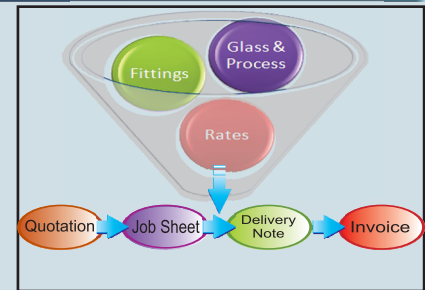 Glass &
Process
Fittings
Rates
Quotation
Job Sheet
Delivery
Note
Invoice